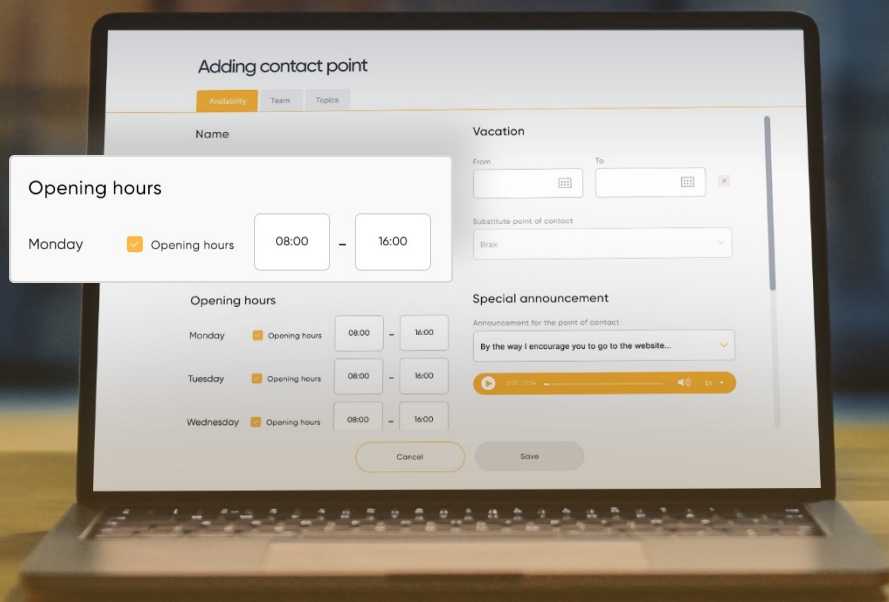 Adding contact point
Availability Team Topics
Name
Vacation
From To
Opening hours
Monday Opening hours 08:00 – 16:00
Substitute point of contact
Brak
Opening hours
Monday Opening hours 08:00 – 16:00
Tuesday Opening hours 08:00 – 16:00
Wednesday Opening hours 08:00 – 16:00
Special announcement
Announcement for the point of contact
By the way I encourage you to go to the website...
1x
Cancel Save